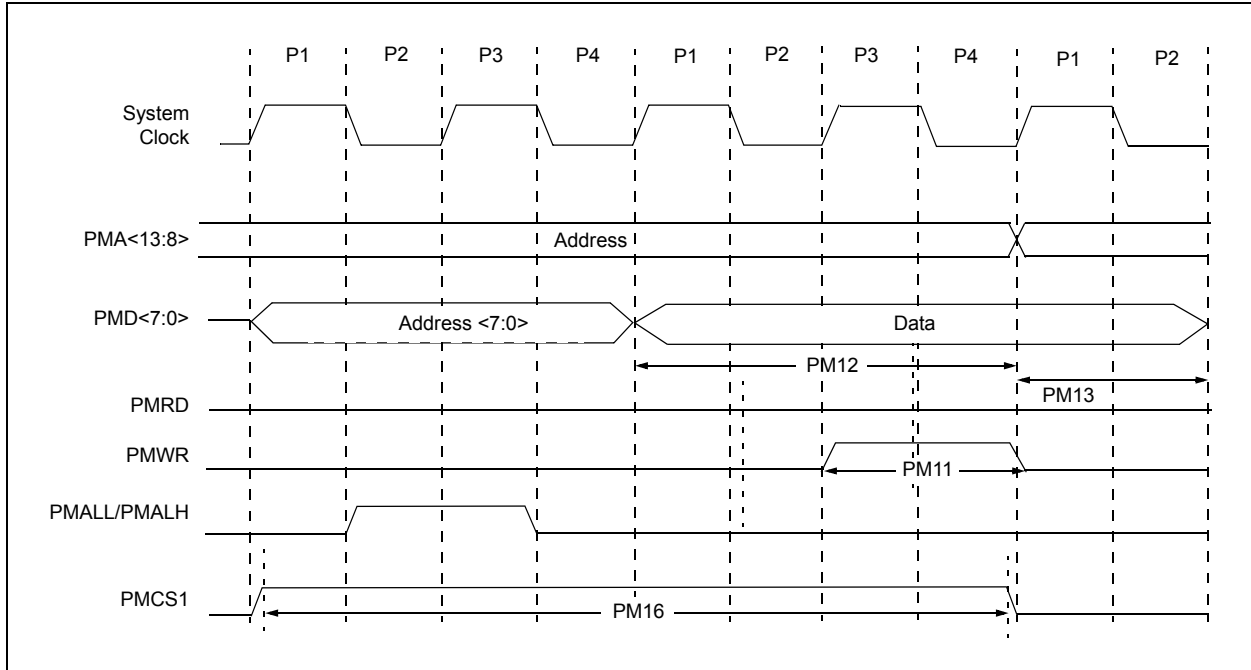 P1 P2 P3 P4 P1 P2 P3 P4 P1 P2
System
Clock
PMA<13:8>
Address
PMD<7:0>
Address <7:0>
Data
PM12
PM13
PMRD
PMWR
PM11
PMALL/PMALH
PMCS1
PM16